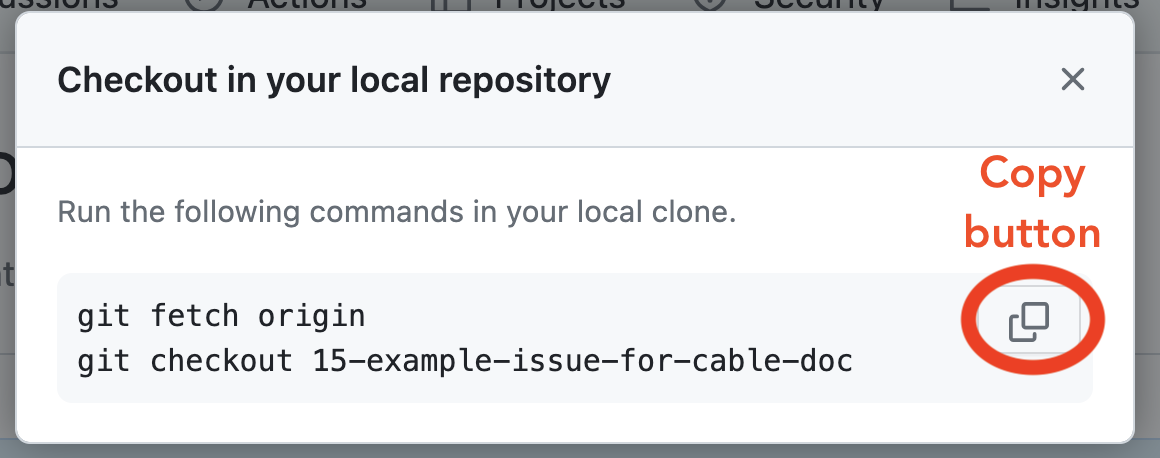 Actions
Projects
Security
Insights
Checkout in your local repository
Copy
button
Run the following commands in your local clone.
git fetch origin
git checkout 15-example-issue-for-cable-doc